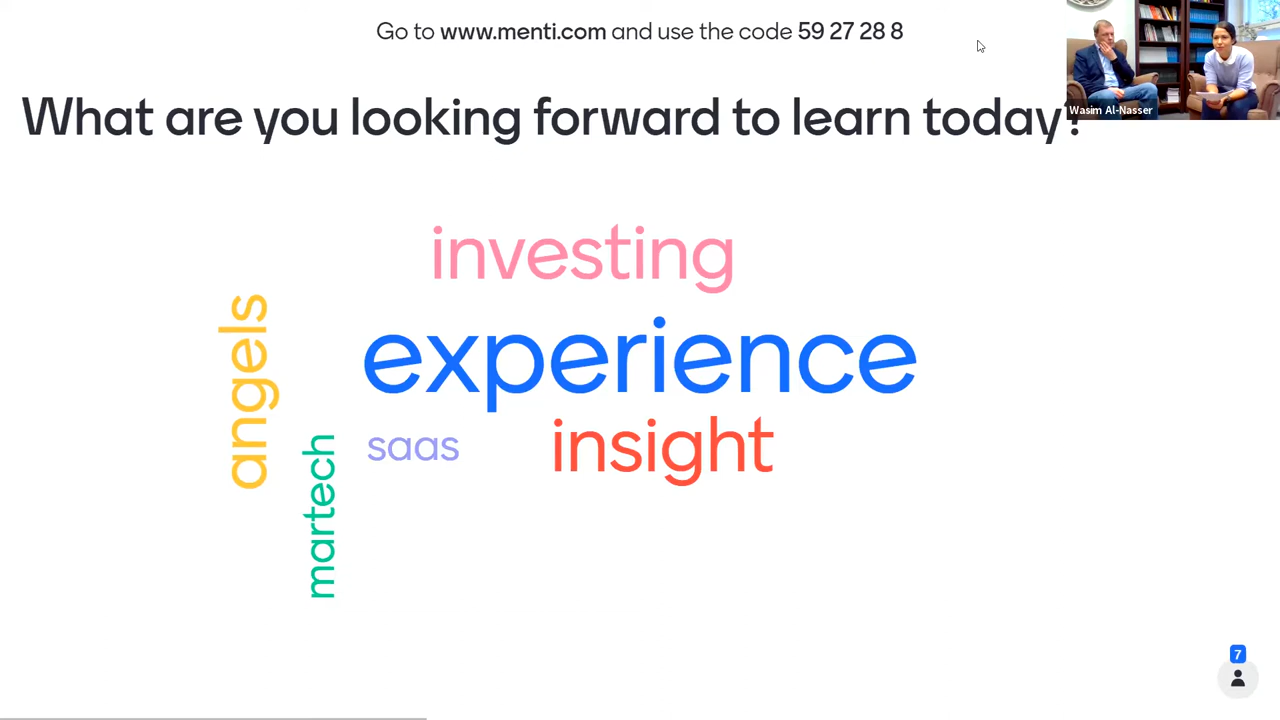 Go to www.menti.com and use the code 59 27 28 8
What are you looking forward to learn today?
Wasim Al-Nasser
investing
angels
experience
saas
insight
martech
7